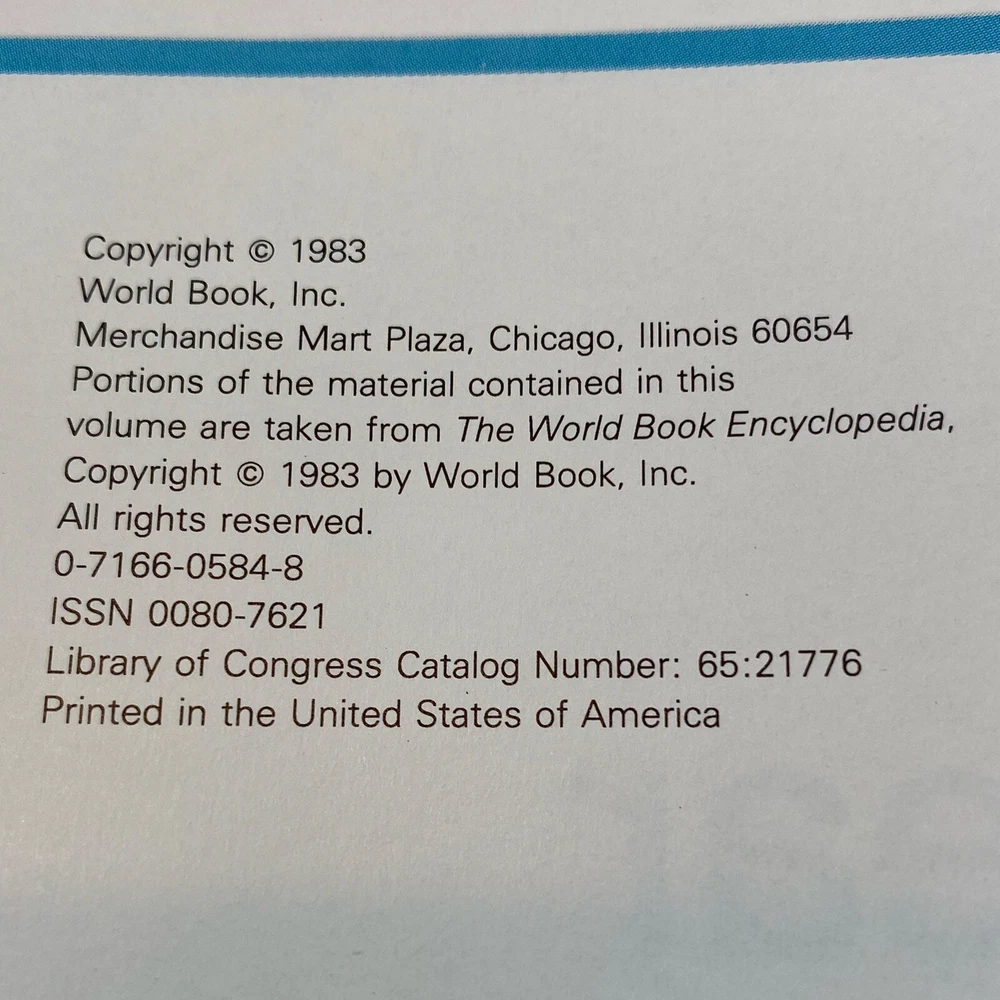 Copyright © 1983
World Book, Inc.
Merchandise Mart Plaza, Chicago, Illinois 60654
Portions of the material contained in this
volume are taken from The World Book Encyclopedia,
Copyright © 1983 by World Book, Inc.
All rights reserved.
0-7166-0584-8
ISSN 0080-7621
Library of Congress Catalog Number: 65:21776
Printed in the United States of America